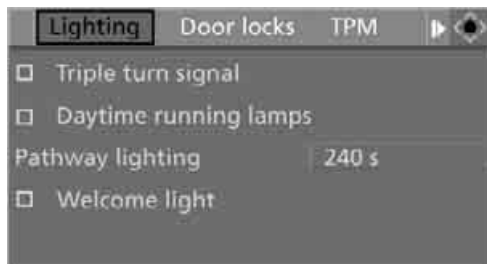 Lighting Door locks TPM
Triple turn signal
Daytime running lamps
Pathway lighting 240 s
Welcome light